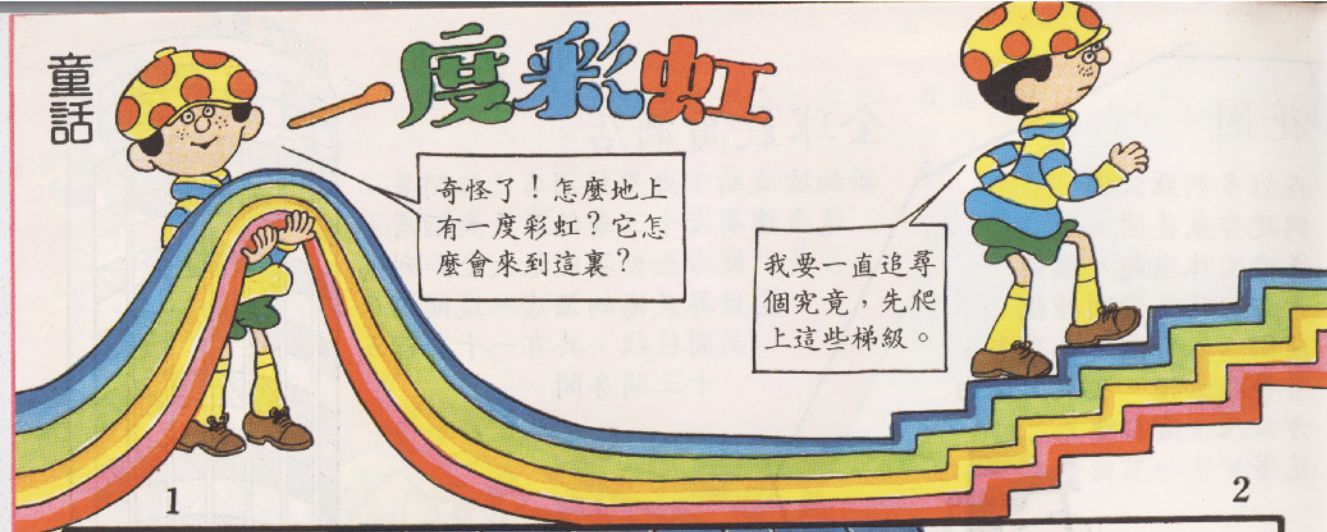 童話
一度彩虹
奇怪了！怎麼地上
有一度彩虹？它怎
麼會來到這裏？
我要一直追尋
個究竟，先爬
上這些梯級。
1
2